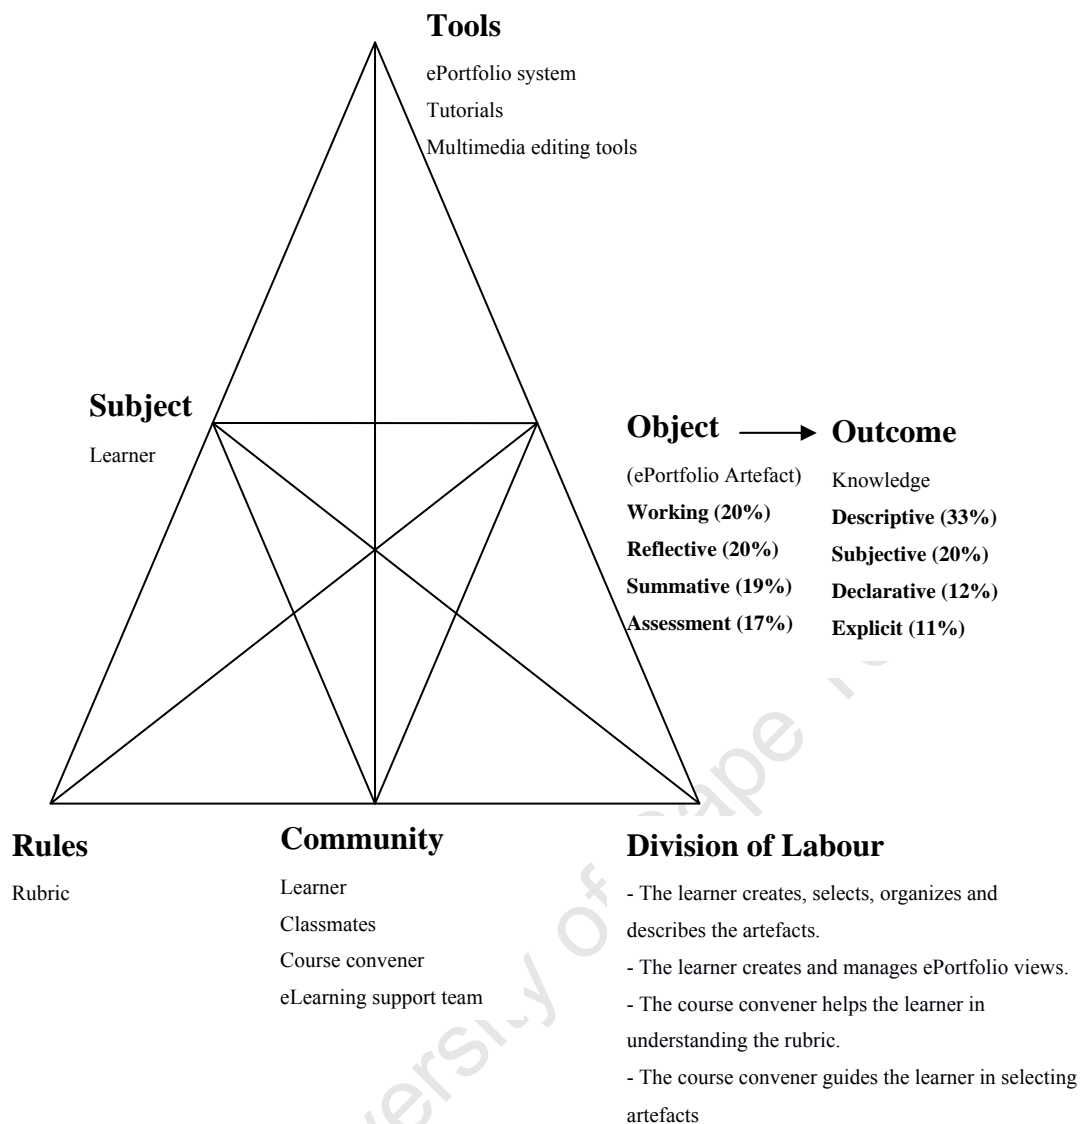 Tools
ePortfolio system
Tutorials
Multimedia editing tools
Subject
Learner
Object
(ePortfolio Artefact)
Working (20%)
Reflective (20%)
Summative (19%)
Assessment (17%)
Outcome
Knowledge
Descriptive (33%)
Subjective (20%)
Declarative (12%)
Explicit (11%)
Rules
Rubric
Community
Learner
Classmates
Course convener
eLearning support team
Division of Labour
- The learner creates, selects, organizes and
describes the artefacts.
- The learner creates and manages ePortfolio views.
- The course convener helps the learner in
understanding the rubric.
- The course convener guides the learner in selecting
artefacts